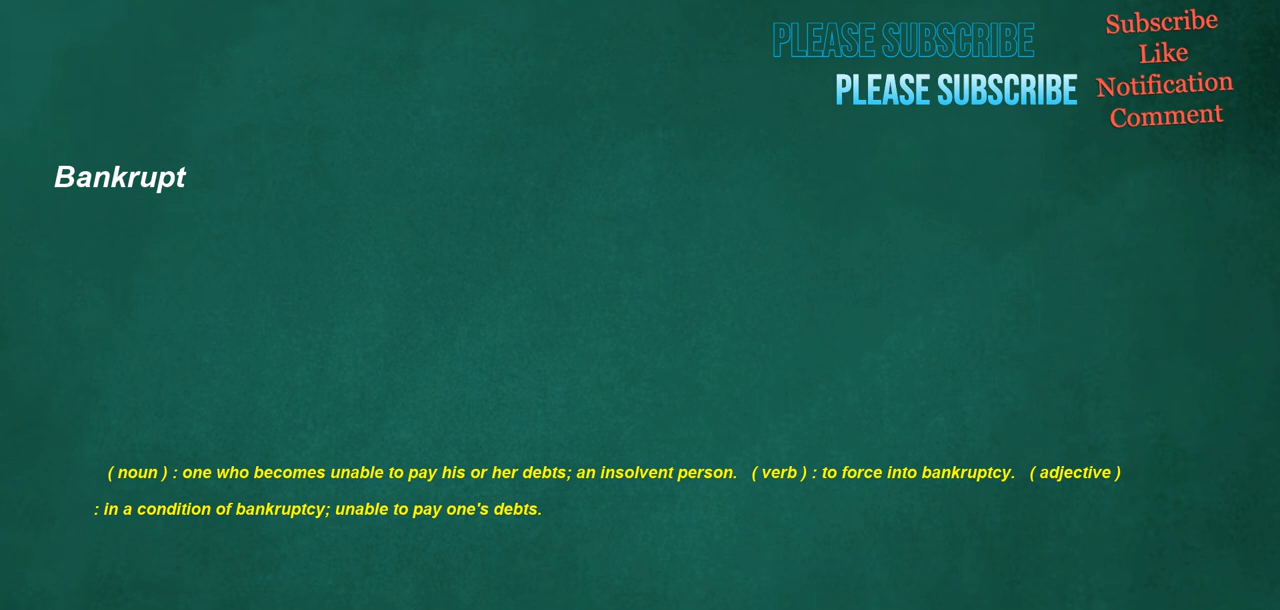 PLEASE SUBSCRIBE
PLEASE SUBSCRIBE
Subscribe
Like
Notification
Comment
Bankrupt
( noun ) : one who becomes unable to pay his or her debts; an insolvent person. ( verb ) : to force into bankruptcy. ( adjective )
: in a condition of bankruptcy; unable to pay one's debts.